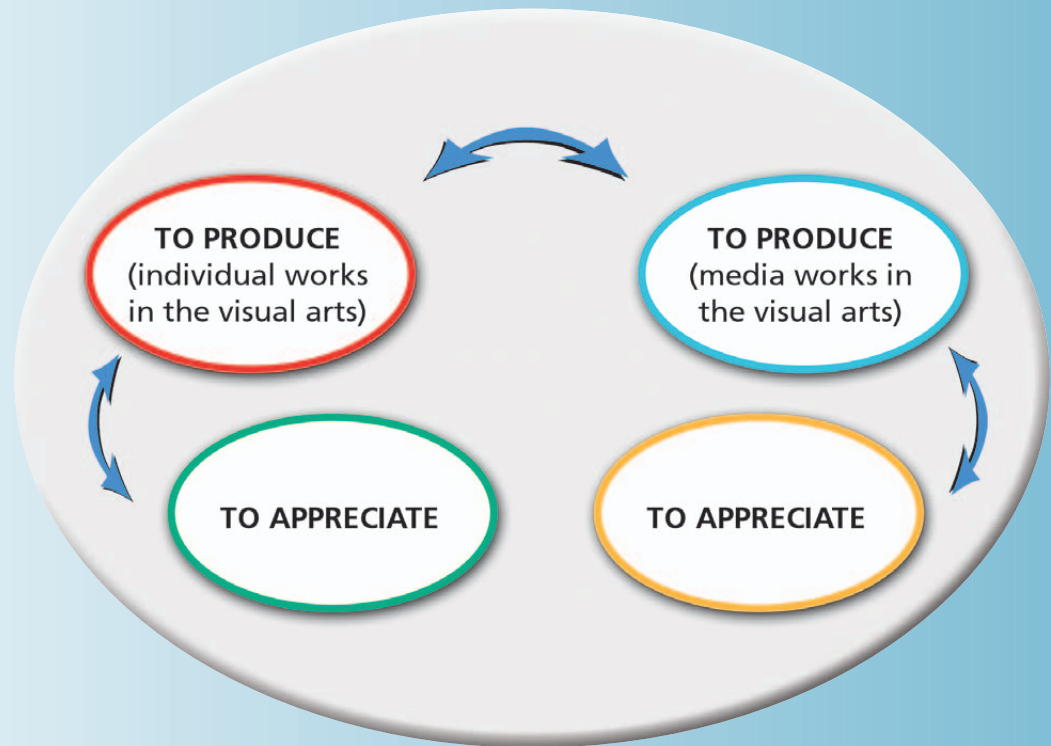 TO PRODUCE
(individual works
in the visual arts)
TO PRODUCE
(media works in
the visual arts)
TO APPRECIATE
TO APPRECIATE